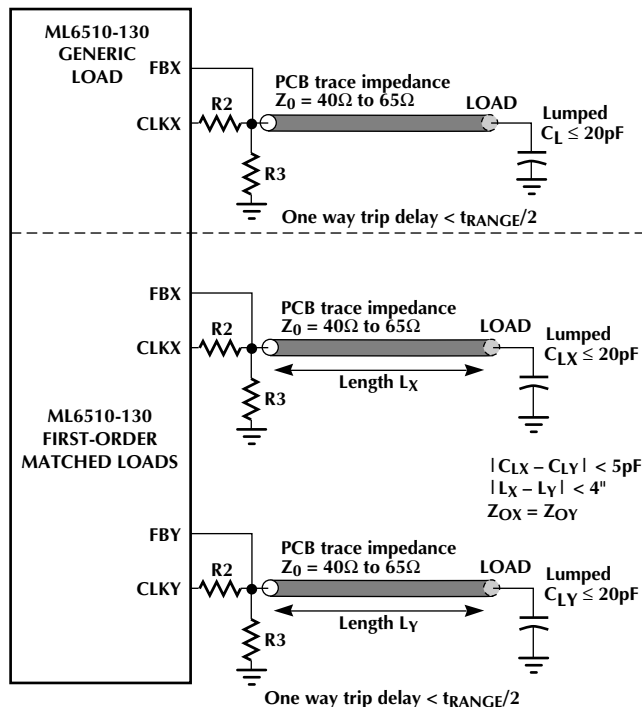 ML6510-130
GENERIC
LOAD
FBX
CLKX
R2
R3
PCB trace impedance
Z0 = 40Ω to 65Ω
LOAD
Lumped
CL ≤ 20pF
One way trip delay < tRANGE/2
FBX
CLKX
R2
R3
PCB trace impedance
Z0 = 40Ω to 65Ω
LOAD
Lumped
CLX ≤ 20pF
Length LX
ML6510-130
FIRST-ORDER
MATCHED LOADS
|CLX – CLY| < 5pF
|LX – LY| < 4"
ZOX = ZOY
FBY
CLKY
R2
R3
PCB trace impedance
Z0 = 40Ω to 65Ω
LOAD
Lumped
CLY ≤ 20pF
Length LY
One way trip delay < tRANGE/2